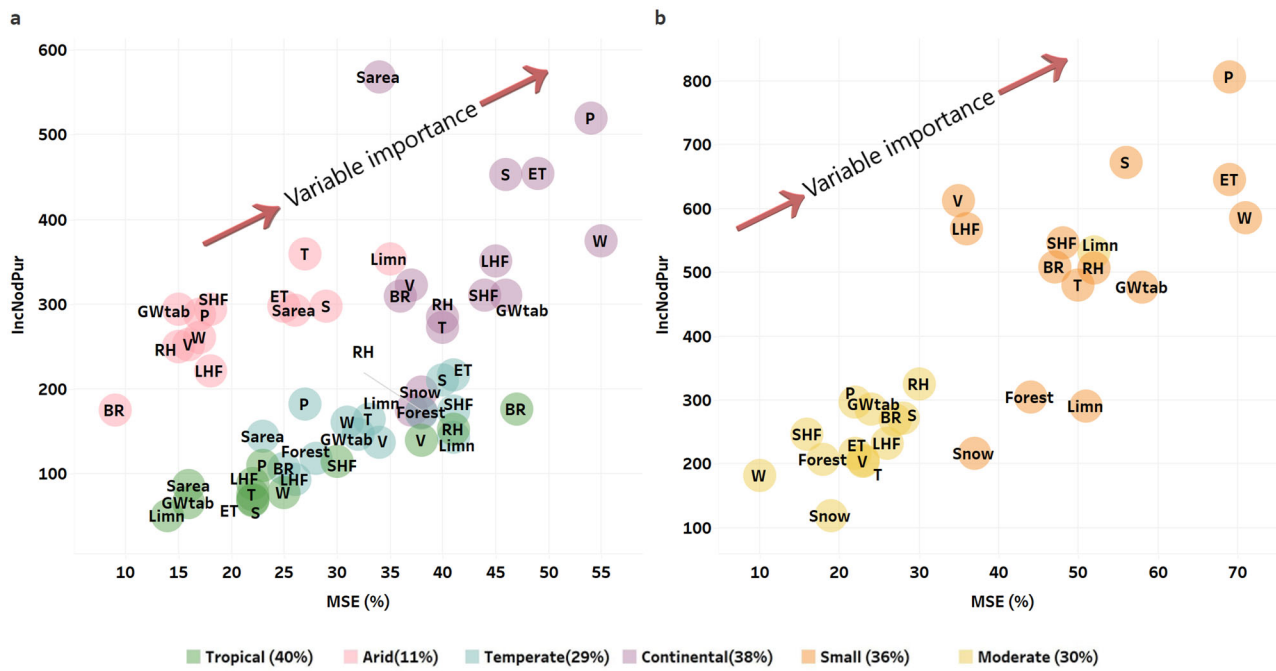 a
IncNodPur
600
500
400
300
200
100
10
15
20
25
30
35
40
45
50
55
MSE (%)
Variable importance
Sarea
P
S
ET
W
T
Limn
LHF
GWtab
SHF
P
ET
Sarea
S
BR
V
SHF
GWtab
RH
T
RH
V
W
LHF
BR
RH
Snow
Forest
S
ET
P
Limn
T
SHF
BR
W
GWtab
V
V
RH
Limn
Sarea
Forest
P
BR
SHF
LHF
LHF
Sarea
T
W
GWtab
Limn
ET
S
b
IncNodPur
800
700
600
500
400
300
200
100
10
20
30
40
50
60
70
MSE (%)
Variable importance
P
S
ET
V
W
LHF
SHF
Limn
BR
RH
T
GWtab
RH
P
GWtab
BR
S
Forest
Limn
SHF
ET
LHF
Forest
V
T
Snow
W
Snow
Tropical (40%)
Arid(11%)
Temperate(29%)
Continental(38%)
Small (36%)
Moderate (30%)